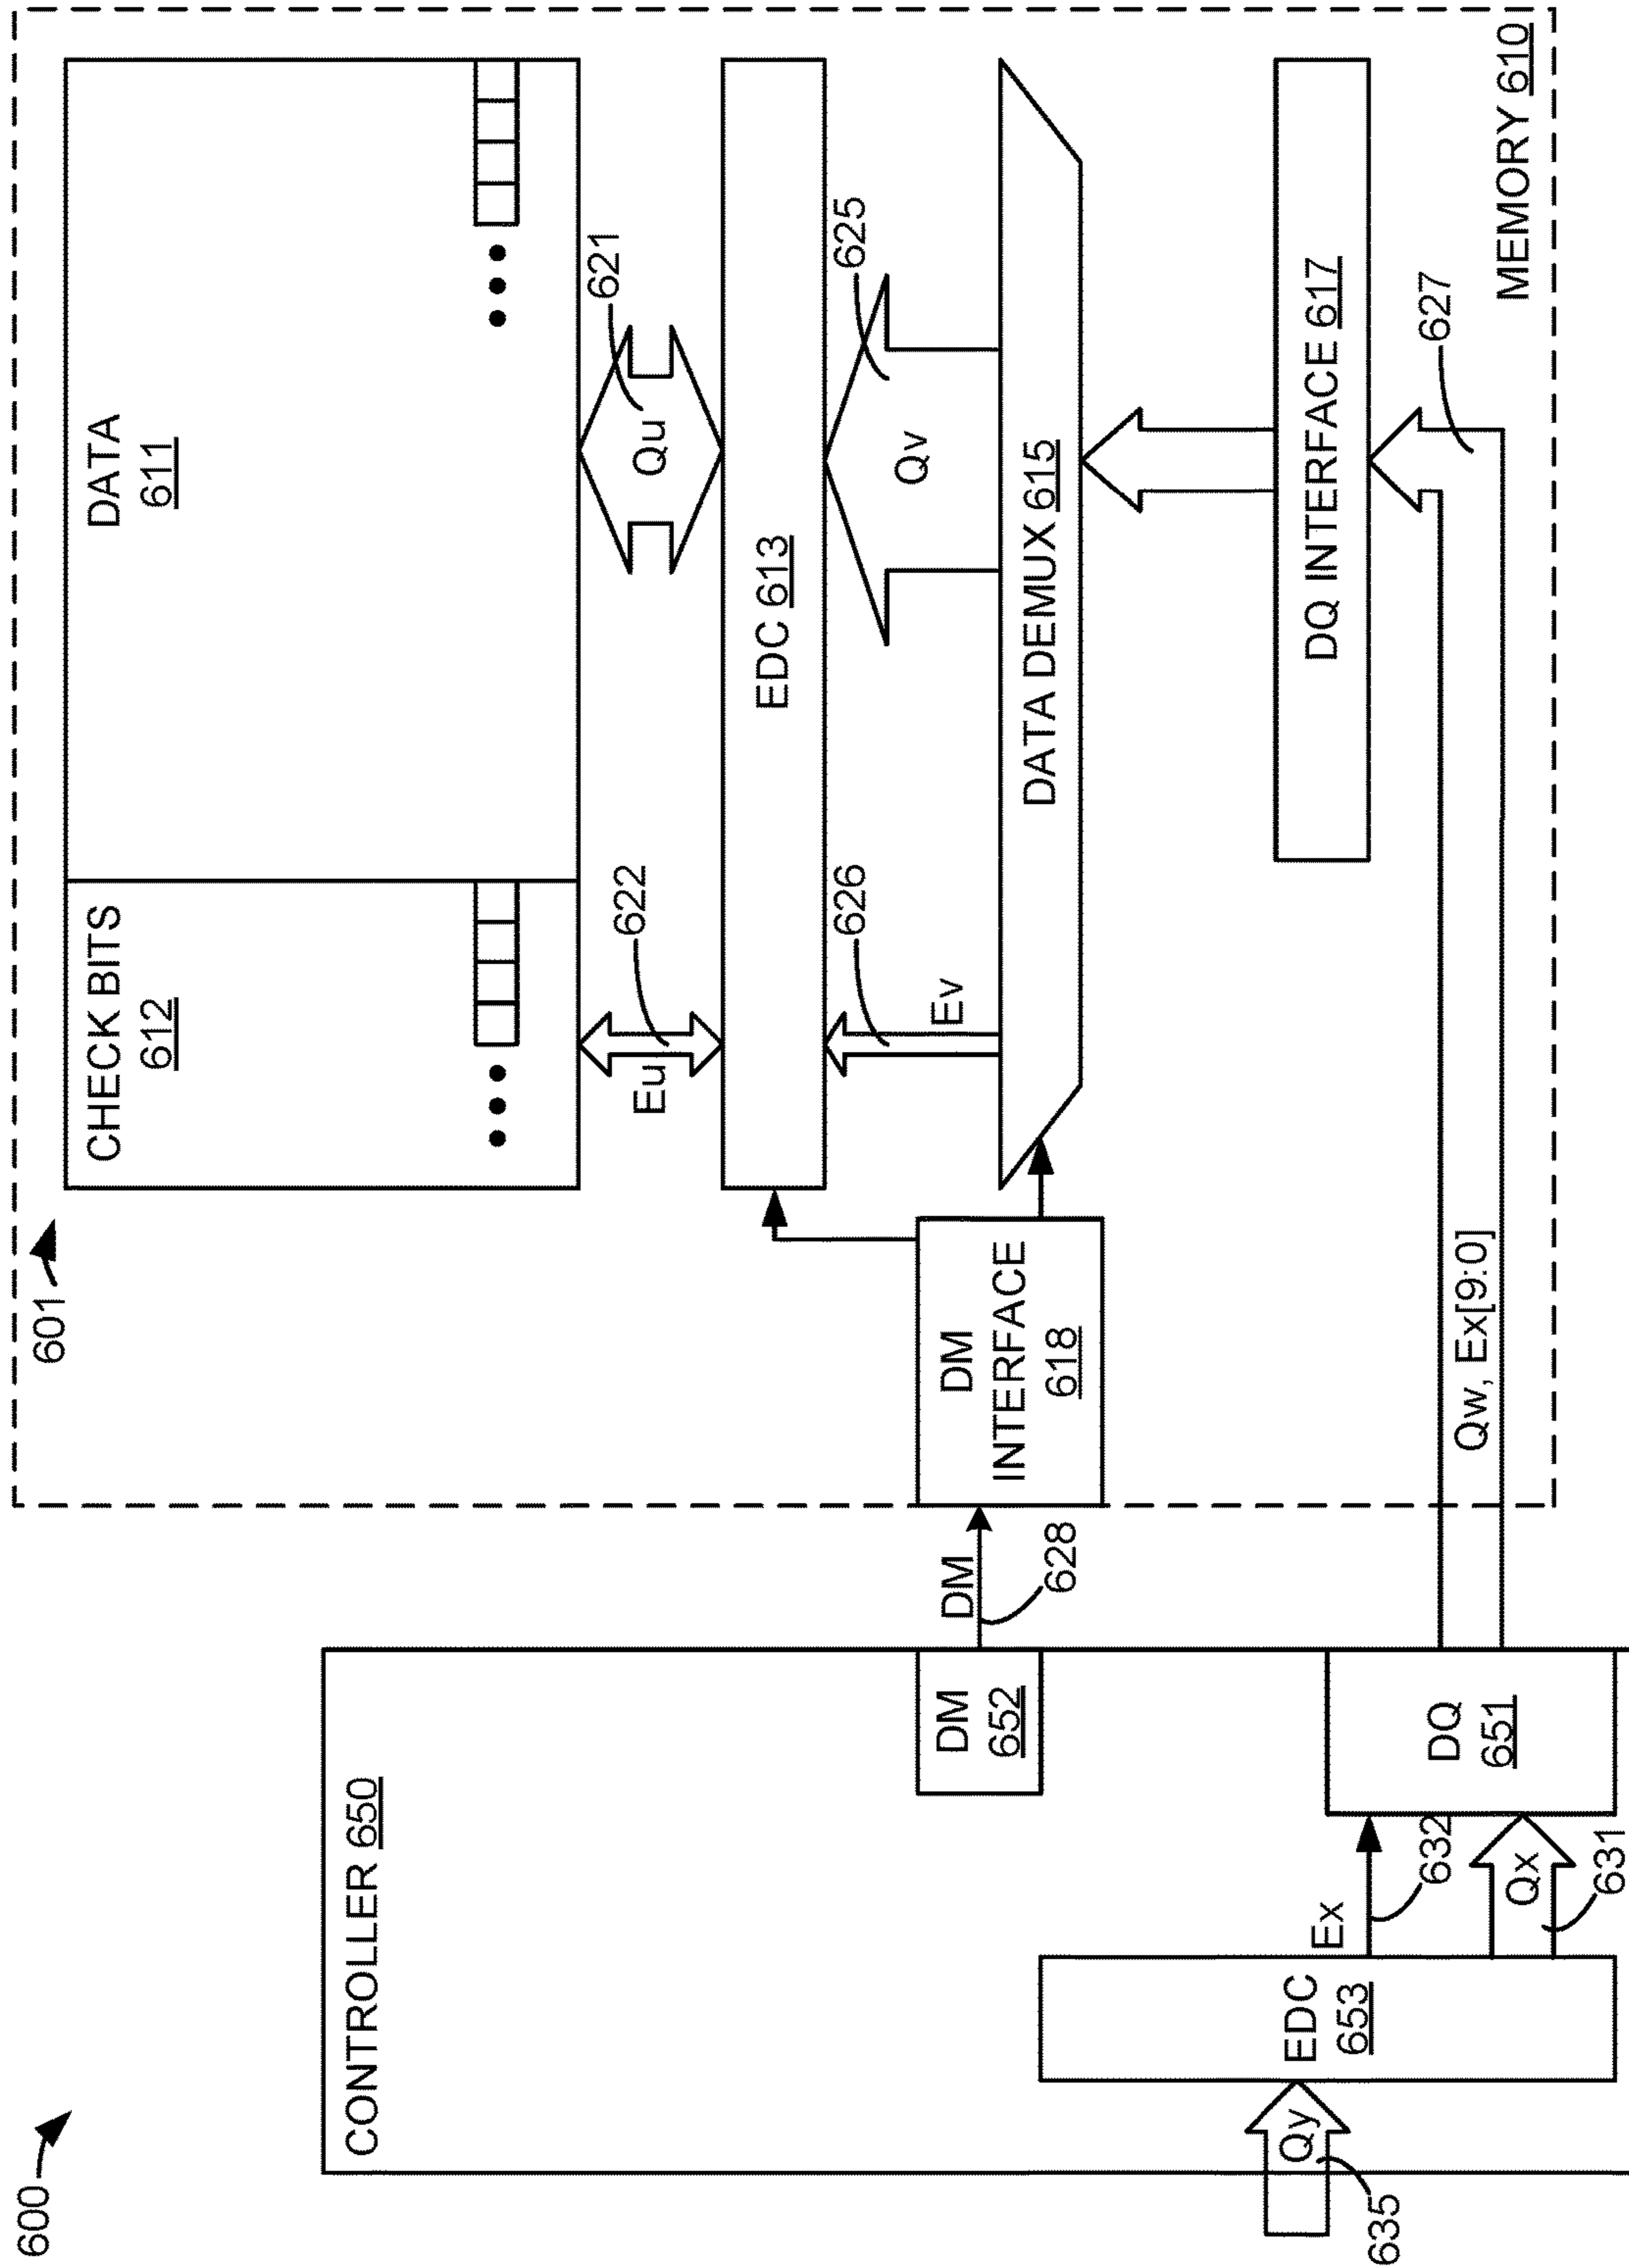 600
601
CHECK BITS
612
DATA
611
Eu
622
Qu
621
EDC 613
Ev
626
Qv
625
DATA DEMUX 615
DM
INTERFACE
618
DQ INTERFACE 617
627
MEMORY 610
CONTROLLER 650
DM
652
DM
628
Qy
635
EDC
653
Ex
632
Qx
631
DQ
651
Qw, Ex[9:0]